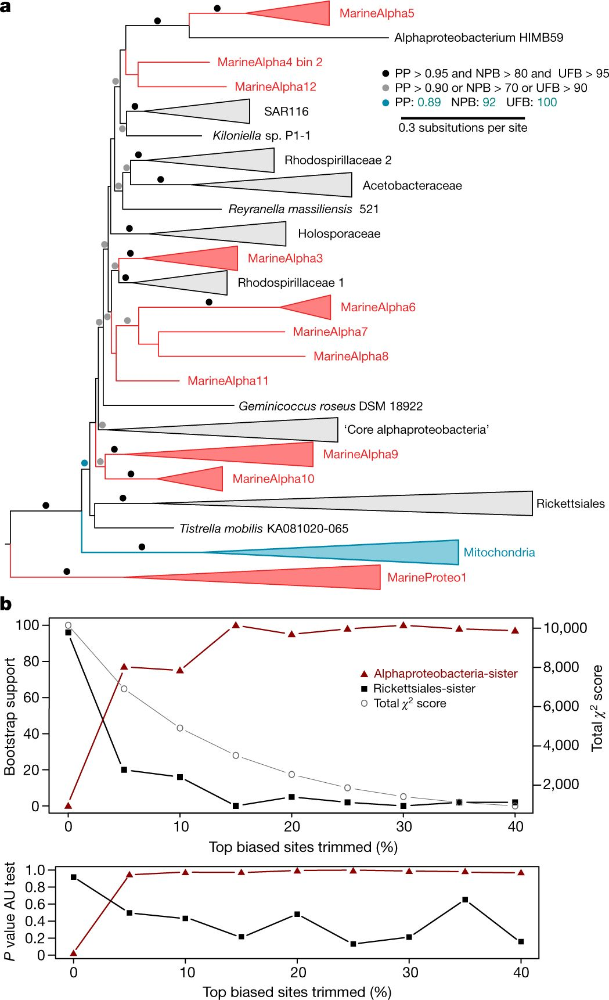 a
MarineAlpha5
Alphaproteobacterium HIMB59
MarineAlpha4 bin 2
PP > 0.95 and NPB > 80 and UFB > 95
MarineAlpha12
PP > 0.90 or NPB > 70 or UFB > 90
PP: 0.89 NPB: 92 UFB: 100
SAR116
0.3 subsitutions per site
Kiloniella sp. P1-1
Rhodospirillaceae 2
Acetobacteraceae
Reyranella massiliensis 521
Holosporaceae
MarineAlpha3
Rhodospirillaceae 1
MarineAlpha6
MarineAlpha7
MarineAlpha8
MarineAlpha11
Geminicoccus roseus DSM 18922
‘Core alphaproteobacteria’
MarineAlpha9
MarineAlpha10
Rickettsiales
Tistrella mobilis KA081020-065
Mitochondria
MarineProteo1
b
100
80
60
40
20
0
Bootstrap support
10,000
8,000
6,000
4,000
2,000
Total χ² score
Alphaproteobacteria-sister
Rickettsiales-sister
Total χ² score
0 10 20 30 40
Top biased sites trimmed (%)
1.0
0.8
0.6
0.4
0.2
0
P value AU test
0 10 20 30 40
Top biased sites trimmed (%)